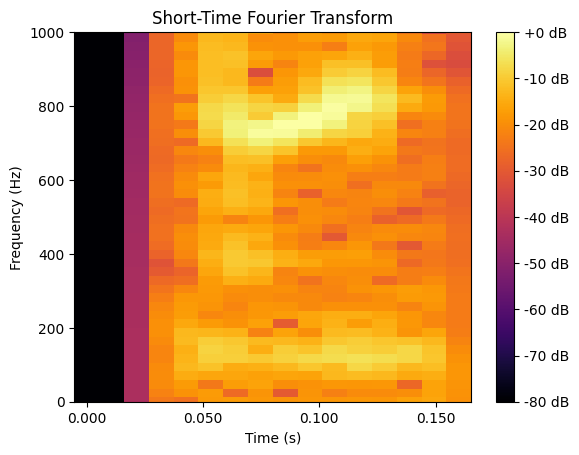 Short-Time Fourier Transform
1000
800
600
400
200
0
Frequency (Hz)
0.000
0.050
0.100
0.150
Time (s)
+0 dB
-10 dB
-20 dB
-30 dB
-40 dB
-50 dB
-60 dB
-70 dB
-80 dB